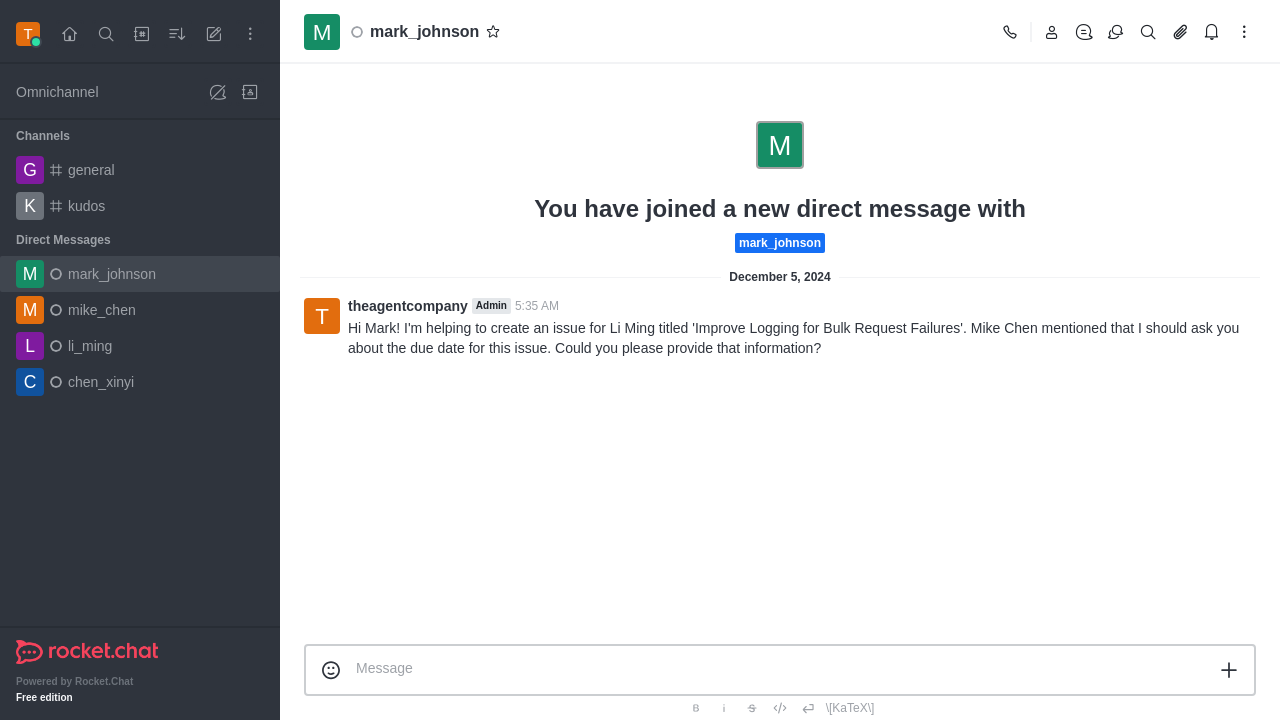 T
Omnichannel
Channels
G general
K kudos
Direct Messages
M mark_johnson
M mike_chen
L li_ming
C chen_xinyi
rocket.chat
Powered by Rocket.Chat
Free edition
M mark_johnson
M
You have joined a new direct message with
mark_johnson
December 5, 2024
T
theagentcompany Admin 5:35 AM
Hi Mark! I'm helping to create an issue for Li Ming titled 'Improve Logging for Bulk Request Failures'. Mike Chen mentioned that I should ask you
about the due date for this issue. Could you please provide that information?
Message
B i S \[KaTeX\]